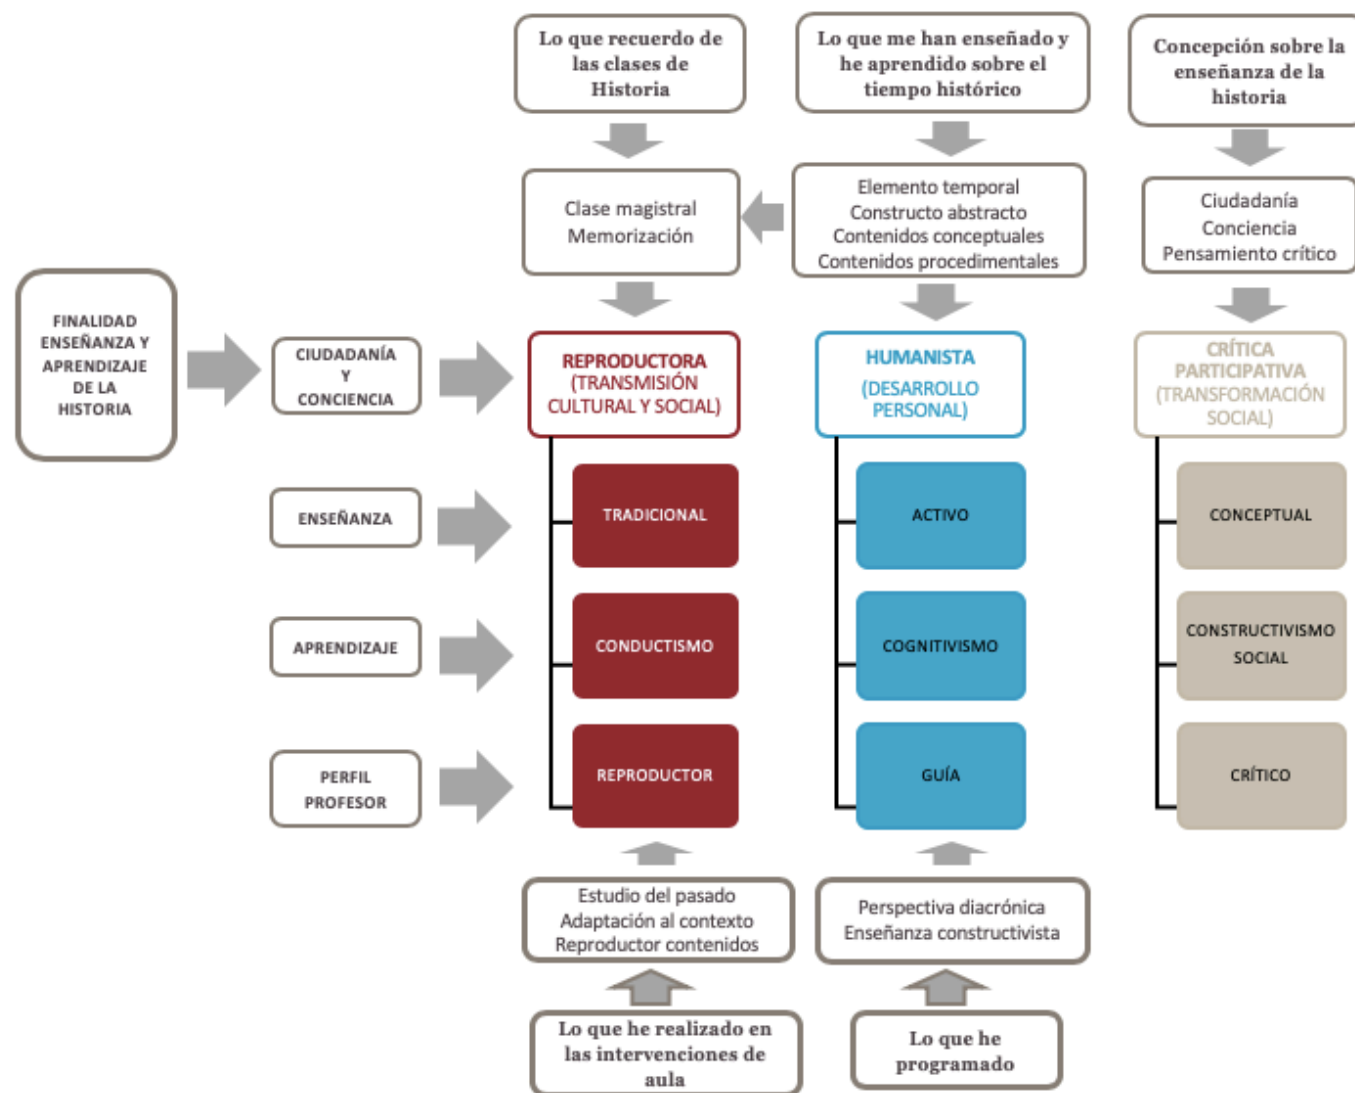 Lo que recuerdo de
las clases de
Historia
Lo que me han enseñado y
he aprendido sobre el
tiempo histórico
Concepción sobre la
enseñanza de la
historia
Clase magistral
Memorización
Elemento temporal
Constructo abstracto
Contenidos conceptuales
Contenidos procedimentales
Ciudadanía
Conciencia
Pensamiento crítico
FINALIDAD
ENSEÑANZA Y
APRENDIZAJE
DE LA
HISTORIA
CIUDADANÍA
Y
CONCIENCIA
REPRODUCTORA
(TRANSMISIÓN
CULTURAL Y SOCIAL)
HUMANISTA
(DESARROLLO
PERSONAL)
CRÍTICA
PARTICIPATIVA
(TRANSFORMACIÓN
SOCIAL)
ENSEÑANZA
TRADICIONAL
ACTIVO
CONCEPTUAL
APRENDIZAJE
CONDUCTISMO
COGNITIVISMO
CONSTRUCTIVISMO
SOCIAL
PERFIL
PROFESOR
REPRODUCTOR
GUÍA
CRÍTICO
Estudio del pasado
Adaptación al contexto
Reproductor contenidos
Perspectiva diacrónica
Enseñanza constructivista
Lo que he realizado en
las intervenciones de
aula
Lo que he
programado